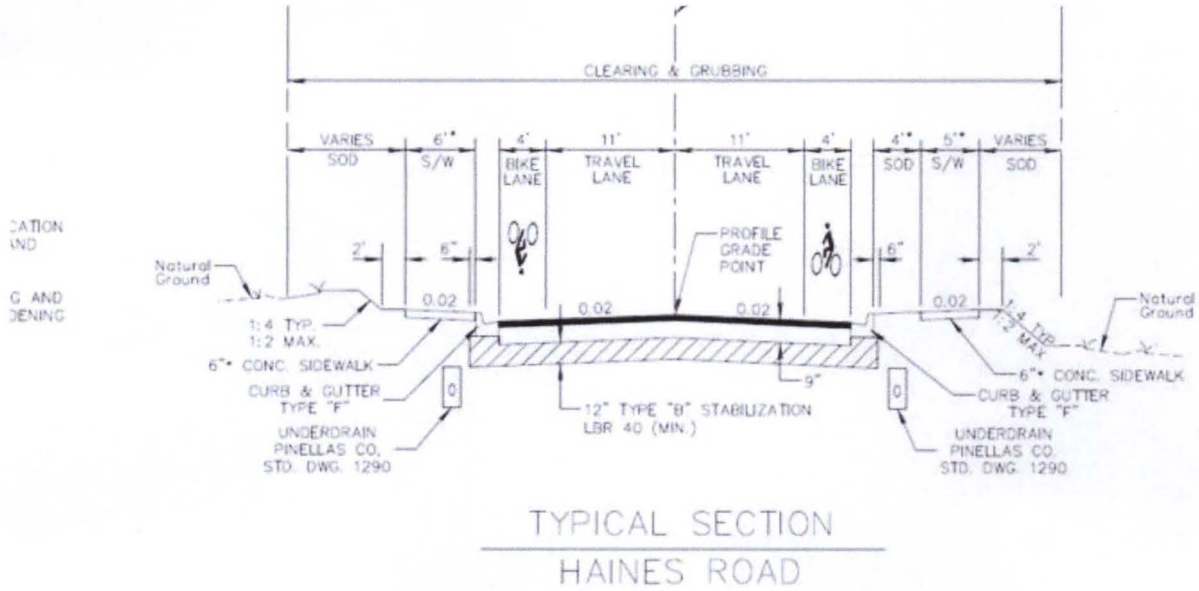 CLEARING & GRUBBING
VARIES 6'* 4' 11' 11' 4' 4'* 5'* VARIES
SOD S/W BIKE LANE TRAVEL LANE TRAVEL LANE BIKE LANE SOD S/W SOD
CATION
AND
G AND
DENING
2' 6" 6" 2'
PROFILE
GRADE
POINT
Natural
Ground
Natural
Ground
0.02 0.02 0.02 0.02
1:4 TYP.
1:2 MAX.
1:4 TYP.
1:2 MAX
6"* CONC. SIDEWALK
6"* CONC. SIDEWALK
CURB & GUTTER
TYPE "F"
9"
CURB & GUTTER
TYPE "F"
12" TYPE "B" STABILIZATION
LBR 40 (MIN.)
UNDERDRAIN
PINELLAS CO.
STD. DWG. 1290
UNDERDRAIN
PINELLAS CO.
STD. DWG. 1290
TYPICAL SECTION
HAINES ROAD